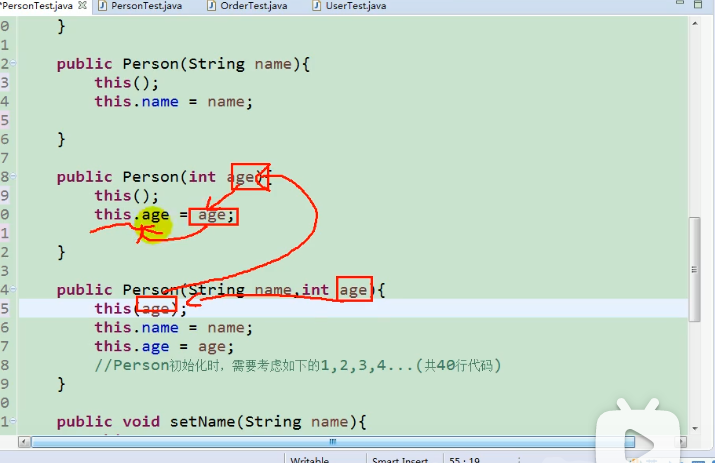 *PersonTest.java PersonTest.java OrderTest.java UserTest.java
0 }
1
2 public Person(String name){
3 this();
4 this.name = name;
5
6 }
7
8 public Person(int age){
9 this();
0 this.age = age;
1
2 }
3
4 public Person(String name,int age){
5 this(age);
6 this.name = name;
7 this.age = age;
8 //Person初始化时，需要考虑如下的1,2,3,4...(共40行代码)
9 }
0
1 public void setName(String name){
Writable Smart Insert 55 : 19